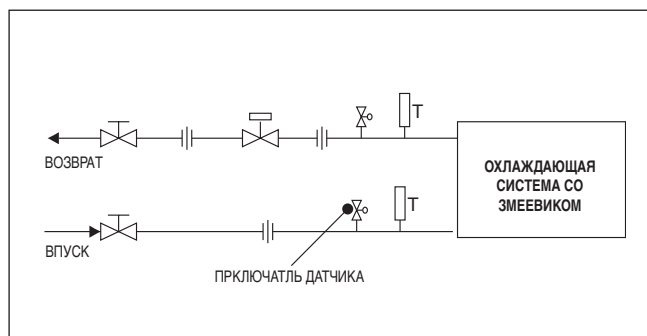 T
ВОЗВРАТ
ОХЛАЖДАЮЩАЯ
СИСТЕМА СО
ЗМЕЕВИКОМ
T
ВПУСК
ПРКЛЮЧАТЛЬ ДАТЧИКА